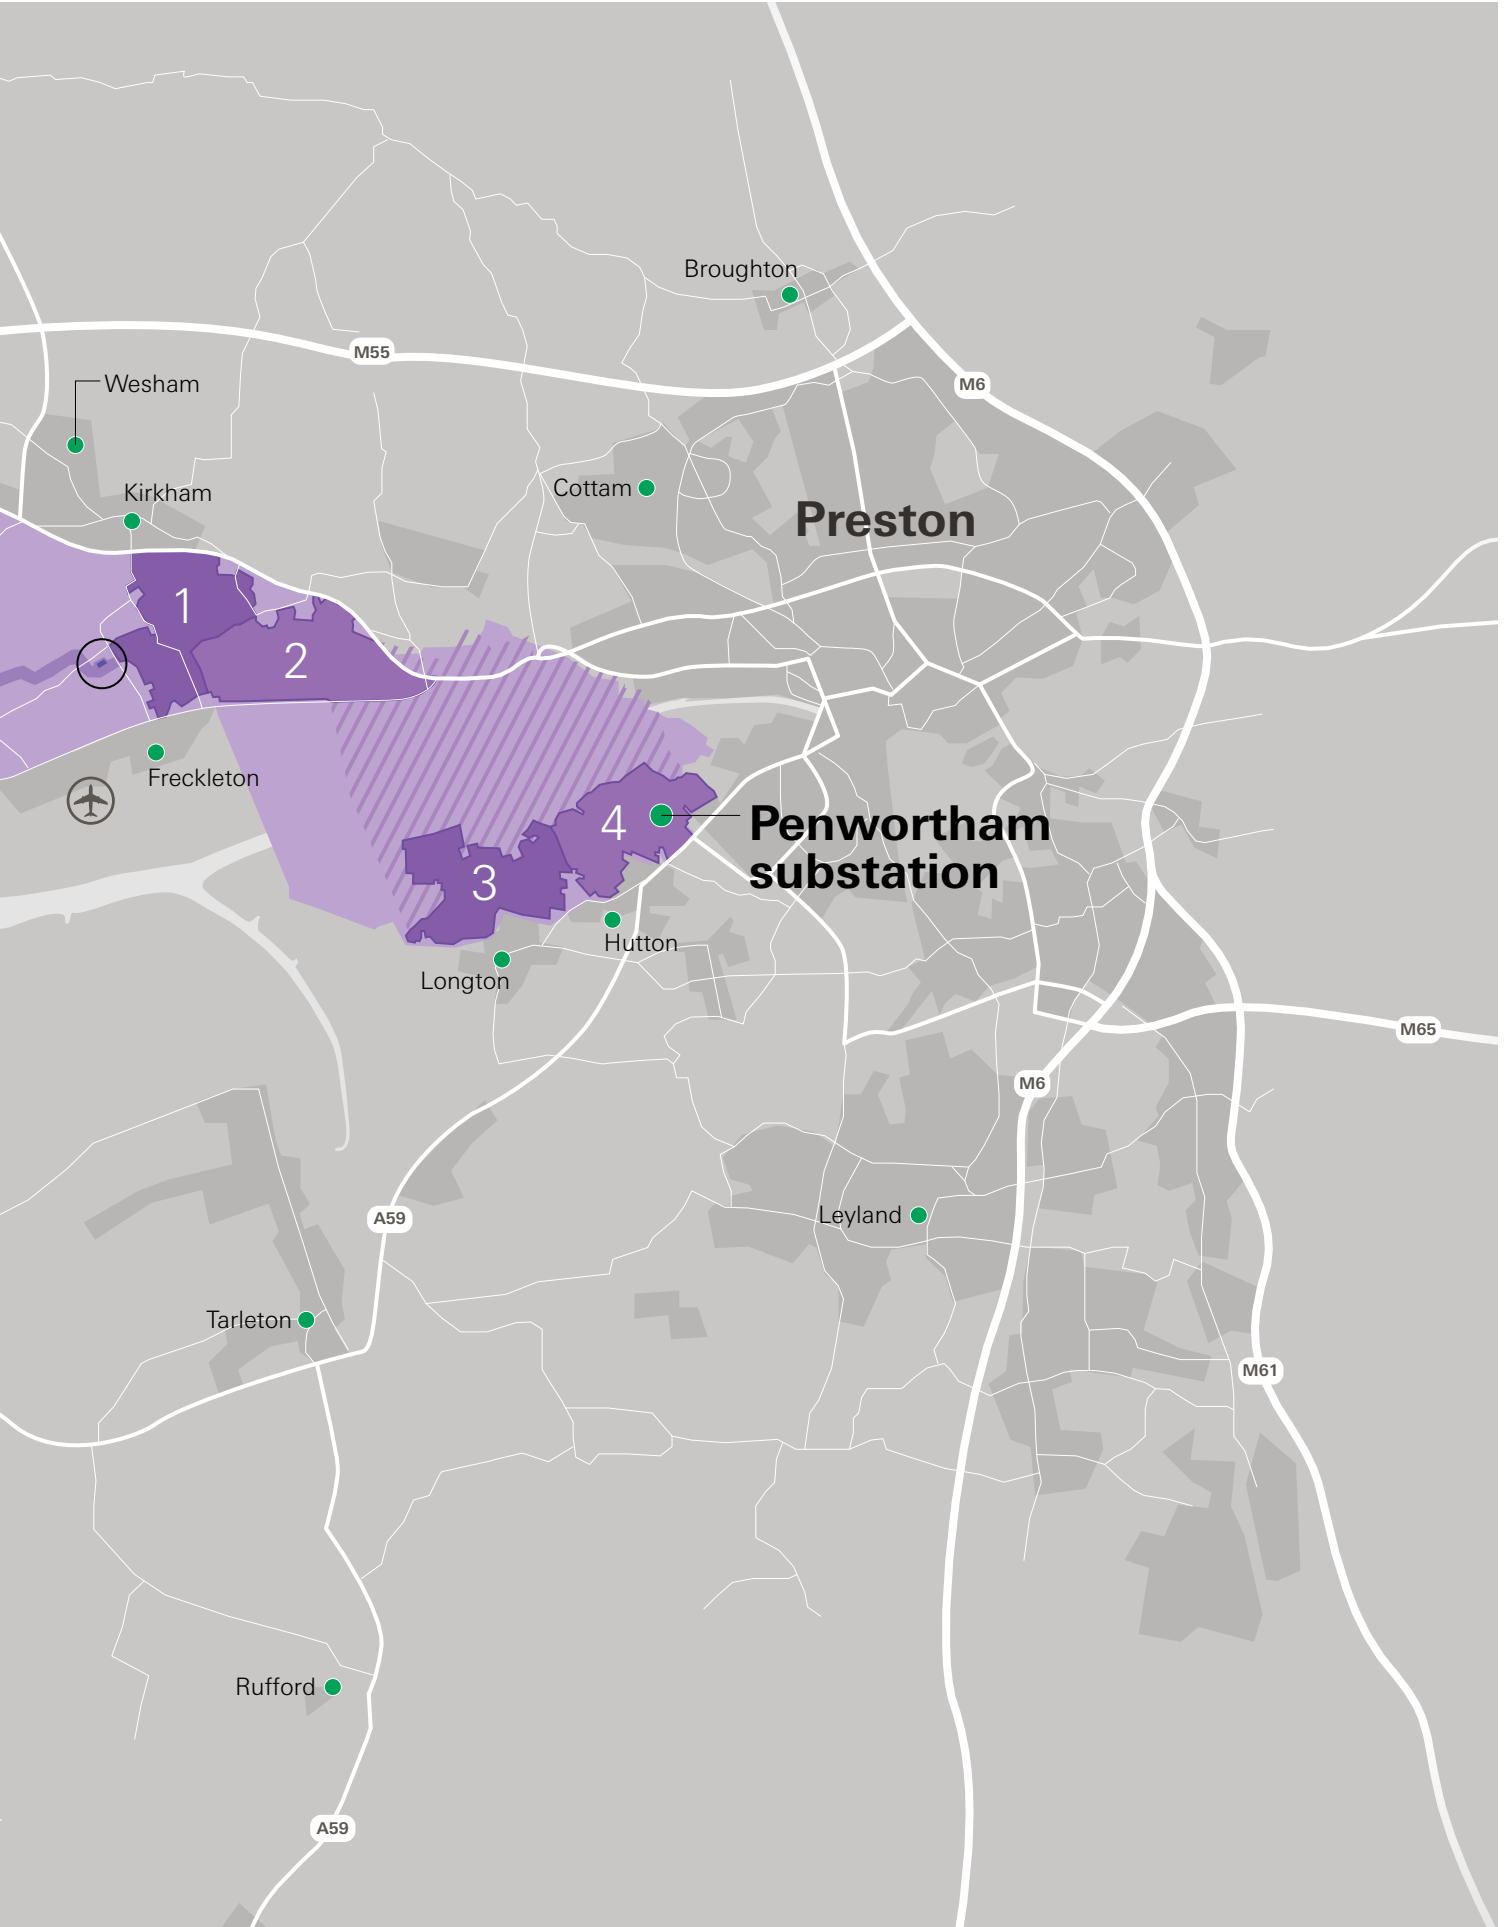 Broughton
M55
Wesham
M6
Kirkham
Cottam
Preston
1
2
Freckleton
4
Penwortham
substation
3
Hutton
Longton
M65
M6
A59
Leyland
Tarleton
M61
Rufford
A59